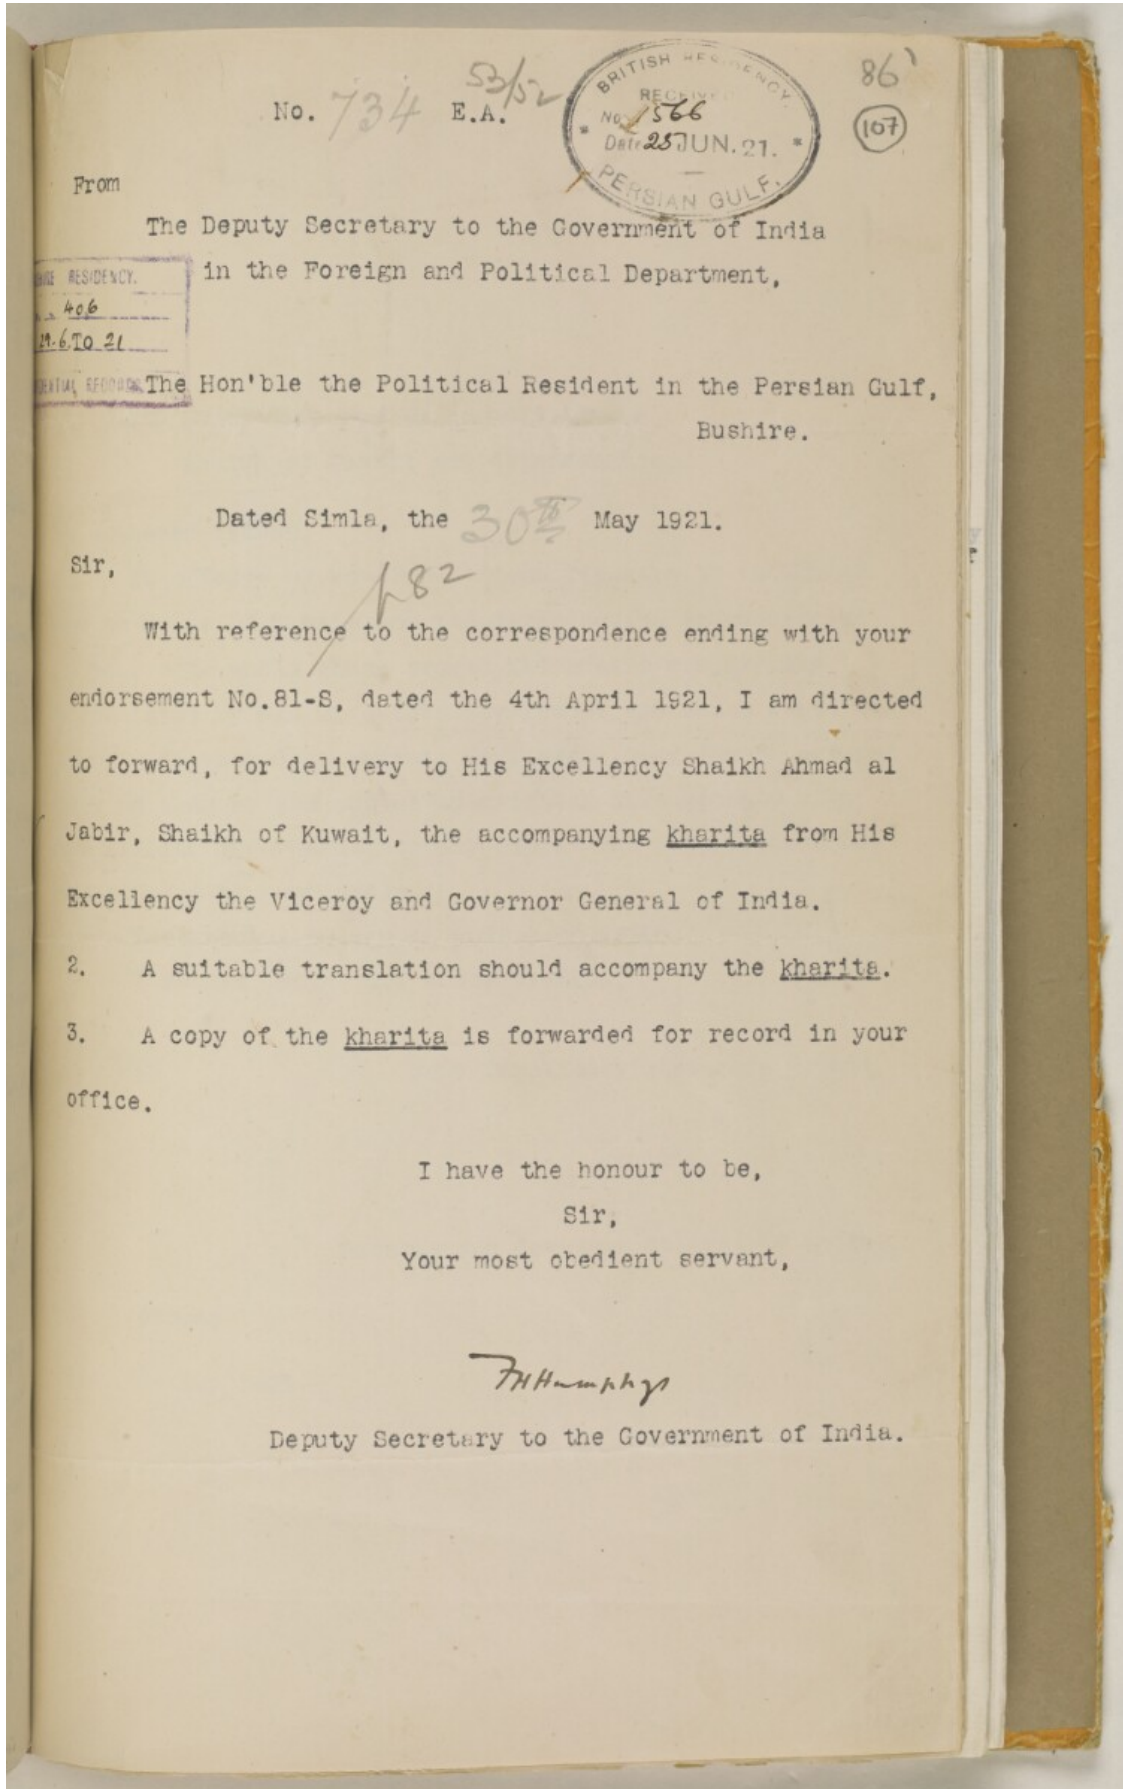 53/52
86
No. 734 E.A.
107
BRITISH RESIDENCY.
RECEIVED
No 1566
Date 25 JUN. 21.
PERSIAN GULF.
From
The Deputy Secretary to the Government of India
in the Foreign and Political Department,
RESIDENCY.
406
29.6. 21
To
RECORDS
The Hon'ble the Political Resident in the Persian Gulf,
Bushire.
Dated Simla, the 30th May 1921.
Sir,
p82
With reference to the correspondence ending with your
endorsement No.81-S, dated the 4th April 1921, I am directed
to forward, for delivery to His Excellency Shaikh Ahmad al
Jabir, Shaikh of Kuwait, the accompanying kharita from His
Excellency the Viceroy and Governor General of India.
2. A suitable translation should accompany the kharita.
3. A copy of the kharita is forwarded for record in your
office.
I have the honour to be,
Sir,
Your most obedient servant,
FHHumphrys
Deputy Secretary to the Government of India.